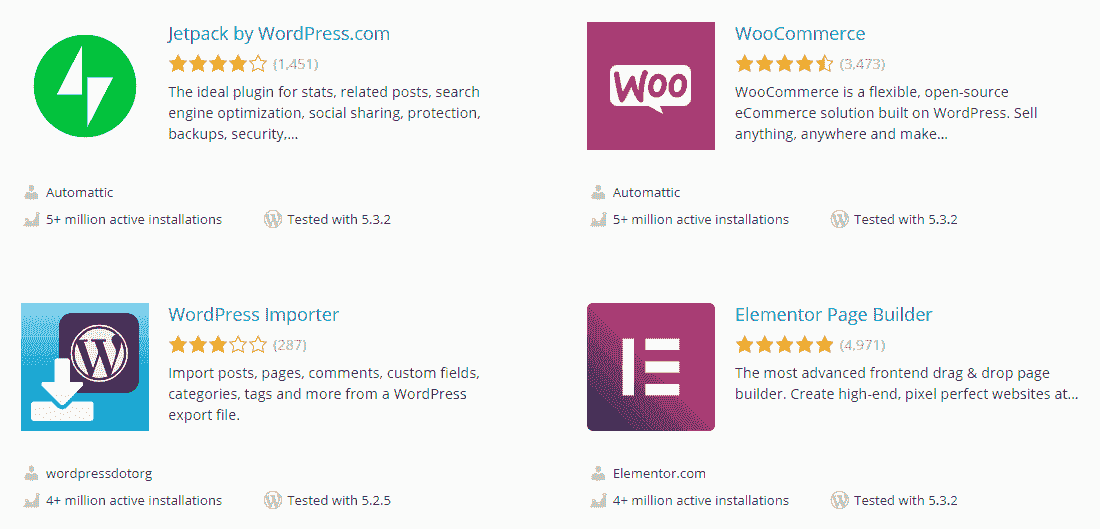 Jetpack by WordPress.com
(1,451)
The ideal plugin for stats, related posts, search
engine optimization, social sharing, protection,
backups, security,...
Automattic
5+ million active installations
Tested with 5.3.2
Woo
WooCommerce
(3,473)
WooCommerce is a flexible, open-source
eCommerce solution built on WordPress. Sell
anything, anywhere and make...
Automattic
5+ million active installations
Tested with 5.3.2
WordPress Importer
(287)
Import posts, pages, comments, custom fields,
categories, tags and more from a WordPress
export file.
wordpressdotorg
4+ million active installations
Tested with 5.2.5
Elementor Page Builder
(4,971)
The most advanced frontend drag & drop page
builder. Create high-end, pixel perfect websites at...
Elementor.com
4+ million active installations
Tested with 5.3.2